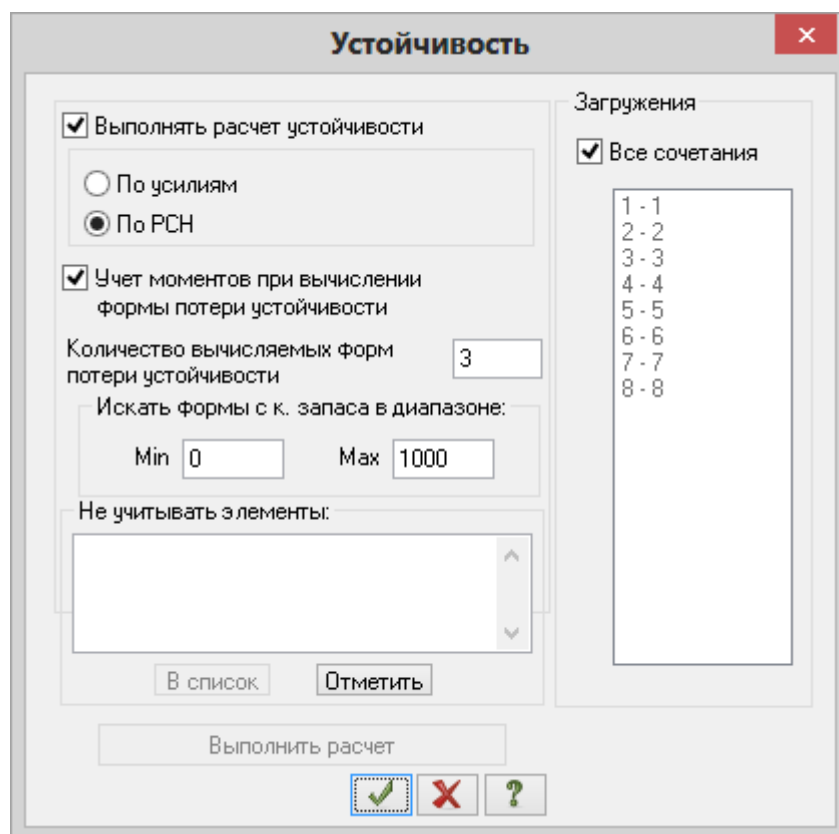 Устойчивость
Выполнять расчет устойчивости
По усилиям
По РСН
Учет моментов при вычислении
формы потери устойчивости
Количество вычисляемых форм
потери устойчивости
3
Искать формы с к. запаса в диапазоне:
Min 0 Max 1000
Не учитывать элементы:
В список Отметить
Выполнить расчет
Загружения
Все сочетания
1 - 1
2 - 2
3 - 3
4 - 4
5 - 5
6 - 6
7 - 7
8 - 8